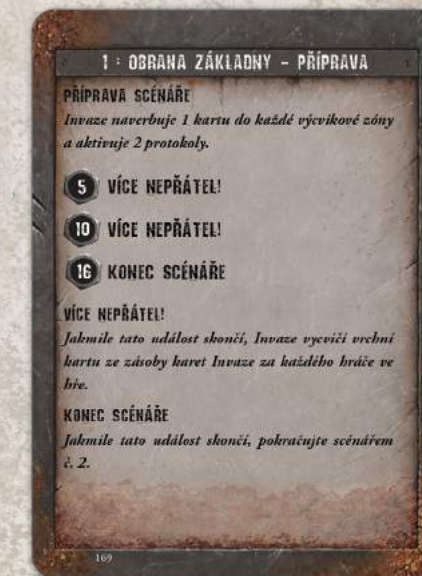 1 : OBRANA ZÁKLADNY – PŘÍPRAVA
PŘÍPRAVA SCÉNÁŘE
Invaze naverbuje 1 kartu do každé výcvikové zóny
a aktivuje 2 protokoly.
5 VÍCE NEPŘÁTEL!
10 VÍCE NEPŘÁTEL!
16 KONEC SCÉNÁŘE
VÍCE NEPŘÁTEL!
Jakmile tato událost skončí, Invaze vycvičí vrchní
kartu ze zásoby karet Invaze za každého hráče ve
hře.
KONEC SCÉNÁŘE
Jakmile tato událost skončí, pokračujte scénářem
č. 2.
169